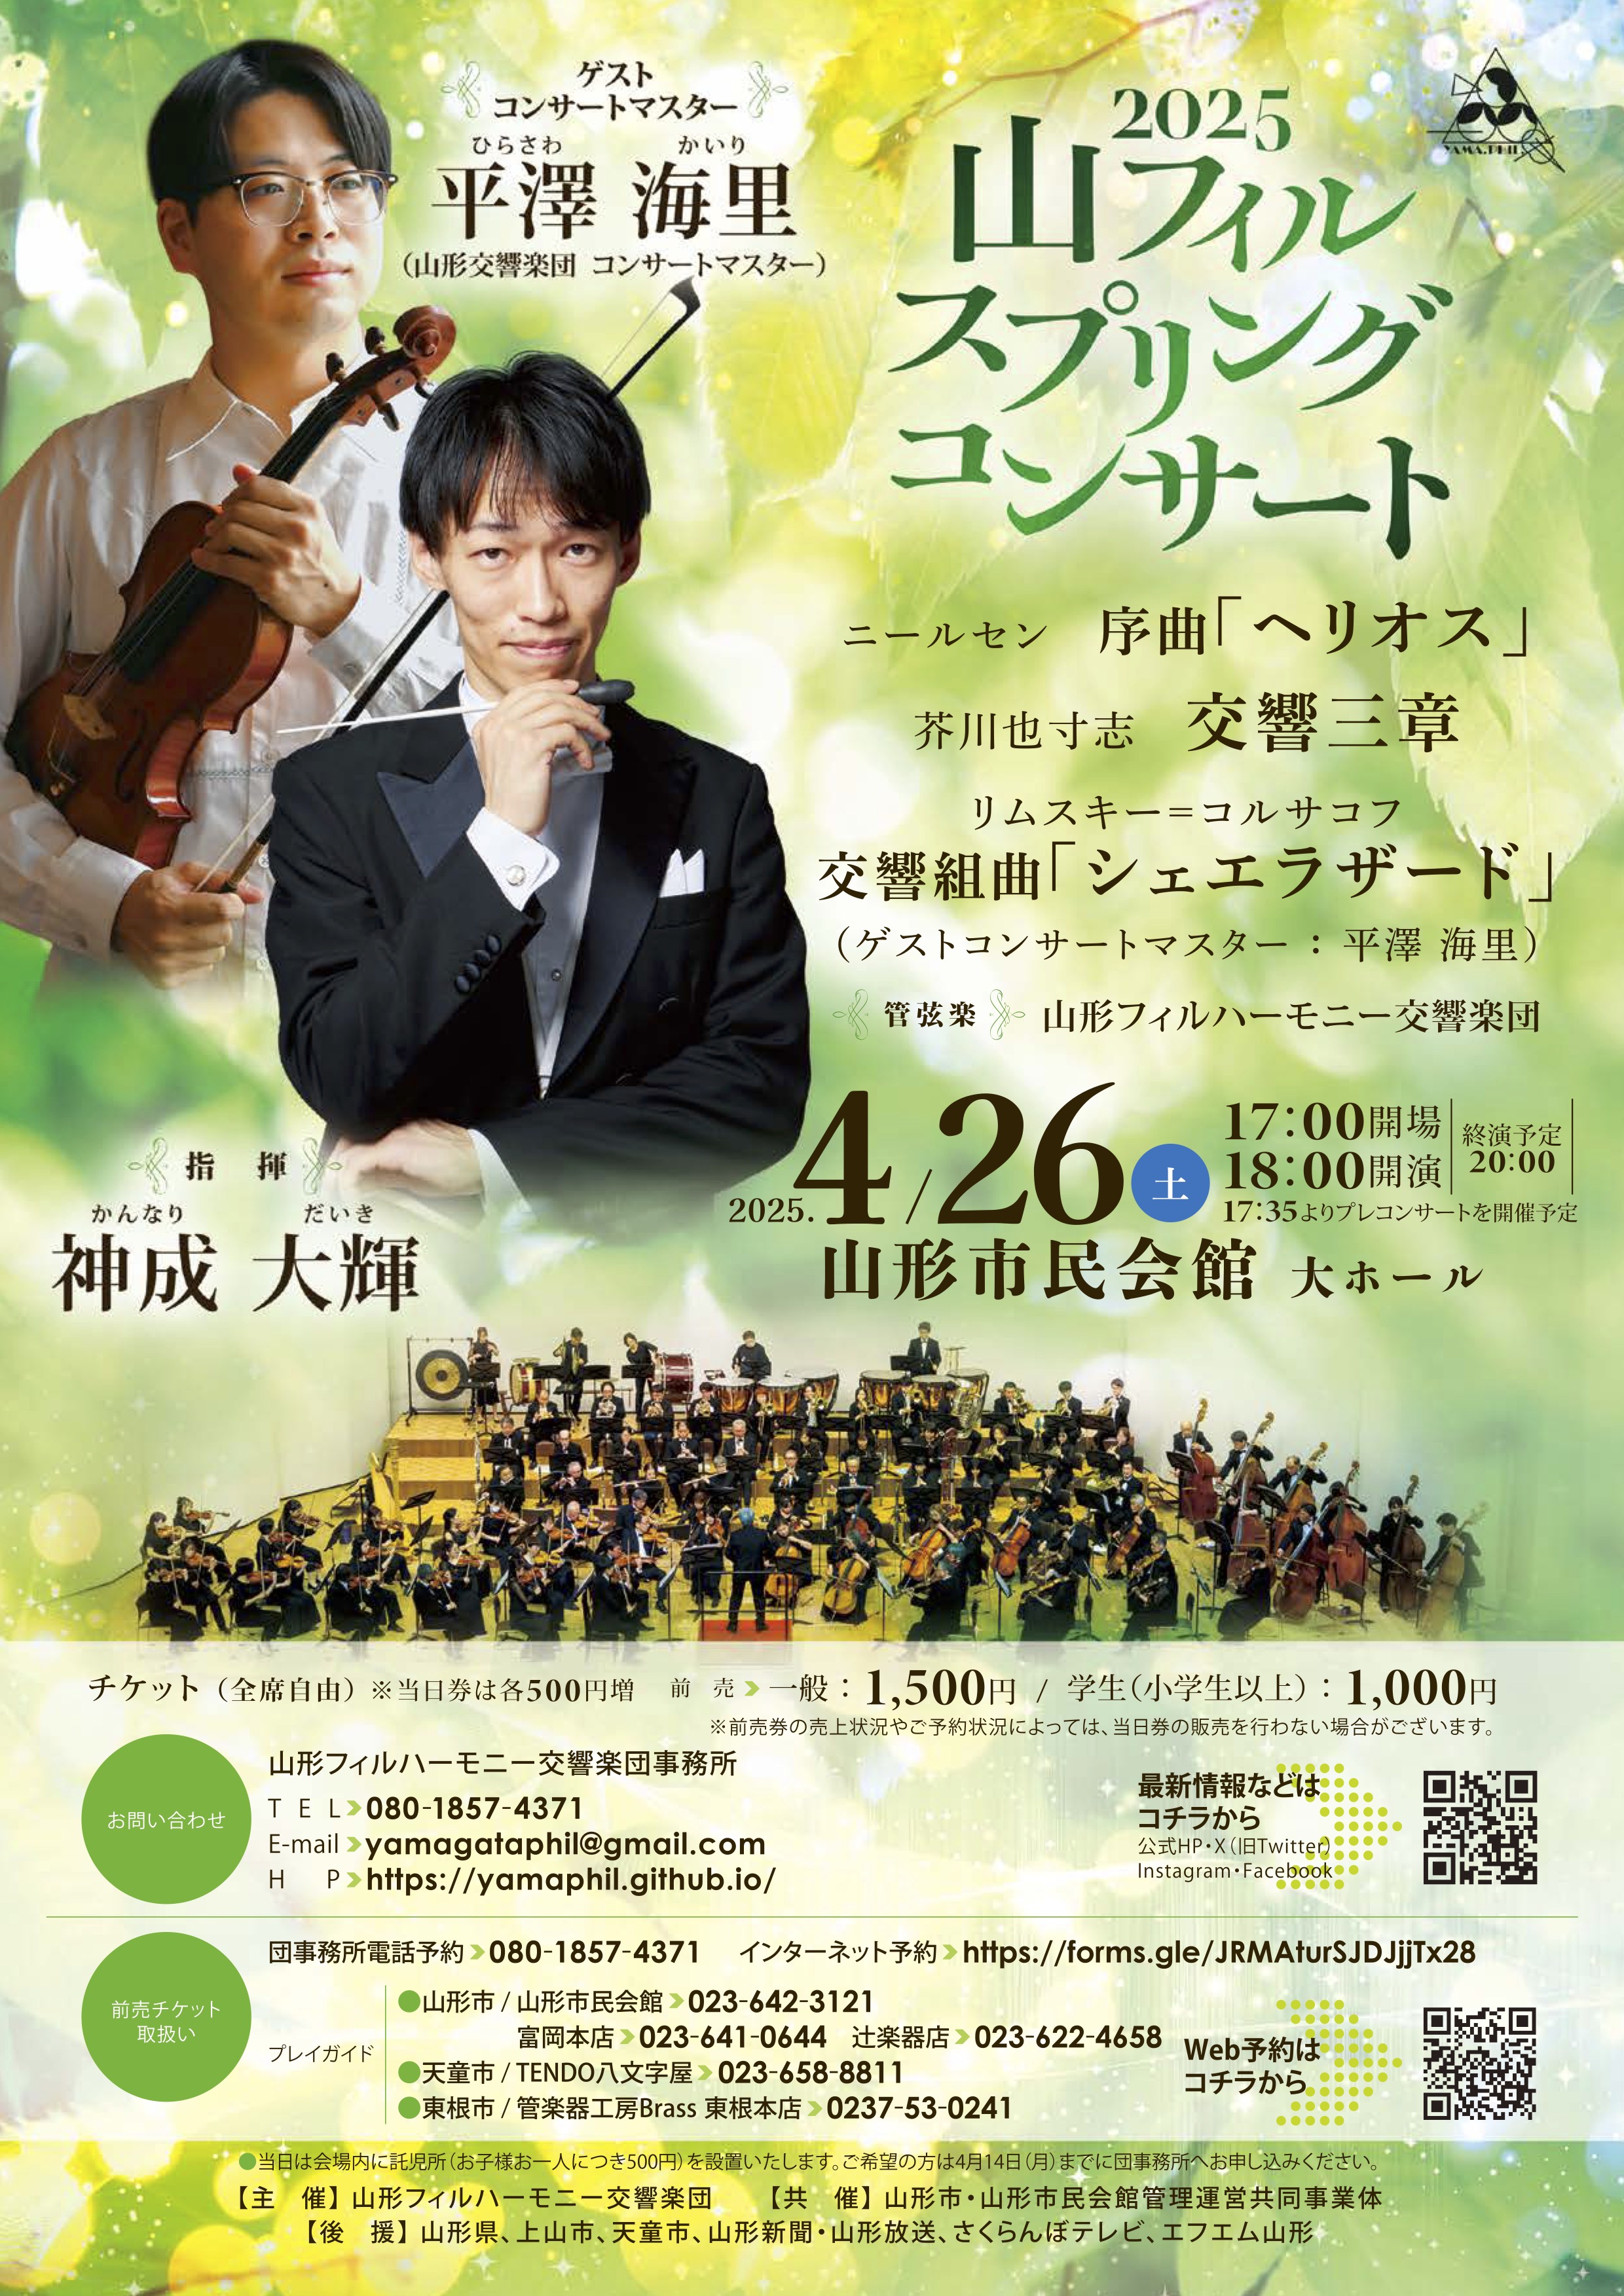 ゲスト
コンサートマスター
ひらさわ かいり
平澤 海里
（山形交響楽団 コンサートマスター）
YAMA.PHIL
2025
山フィル
スプリング
コンサート
ニールセン 序曲「ヘリオス」
芥川也寸志 交響三章
リムスキー＝コルサコフ
交響組曲「シェエラザード」
（ゲストコンサートマスター：平澤 海里）
管弦楽 山形フィルハーモニー交響楽団
指 揮
かんなり だいき
神成 大輝
2025.4/26 土
17:00開場
18:00開演
終演予定
20:00
17:35よりプレコンサートを開催予定
山形市民会館 大ホール
チケット（全席自由）※当日券は各500円増 前 売 一般：1,500円 / 学生（小学生以上）：1,000円
※前売券の売上状況やご予約状況によっては、当日券の販売を行わない場合がございます。
お問い合わせ
山形フィルハーモニー交響楽団事務所
TEL 080-1857-4371
E-mail yamagataphil@gmail.com
HP https://yamaphil.github.io/
最新情報などは
コチラから
公式HP・X（旧Twitter）
Instagram・Facebook
前売チケット
取扱い
団事務所電話予約 080-1857-4371 インターネット予約 https://forms.gle/JRMAturSJDJjjTx28
プレイガイド
●山形市 / 山形市民会館 023-642-3121
富岡本店 023-641-0644 辻楽器店 023-622-4658
●天童市 / TENDO八文字屋 023-658-8811
●東根市 / 管楽器工房Brass 東根本店 0237-53-0241
Web予約は
コチラから
●当日は会場内に託児所（お子様お一人につき500円）を設置いたします。ご希望の方は4月14日（月）までに団事務所へお申し込みください。
【主 催】山形フィルハーモニー交響楽団 【共 催】山形市・山形市民会館管理運営共同事業体
【後 援】山形県、上山市、天童市、山形新聞・山形放送、さくらんぼテレビ、エフエム山形